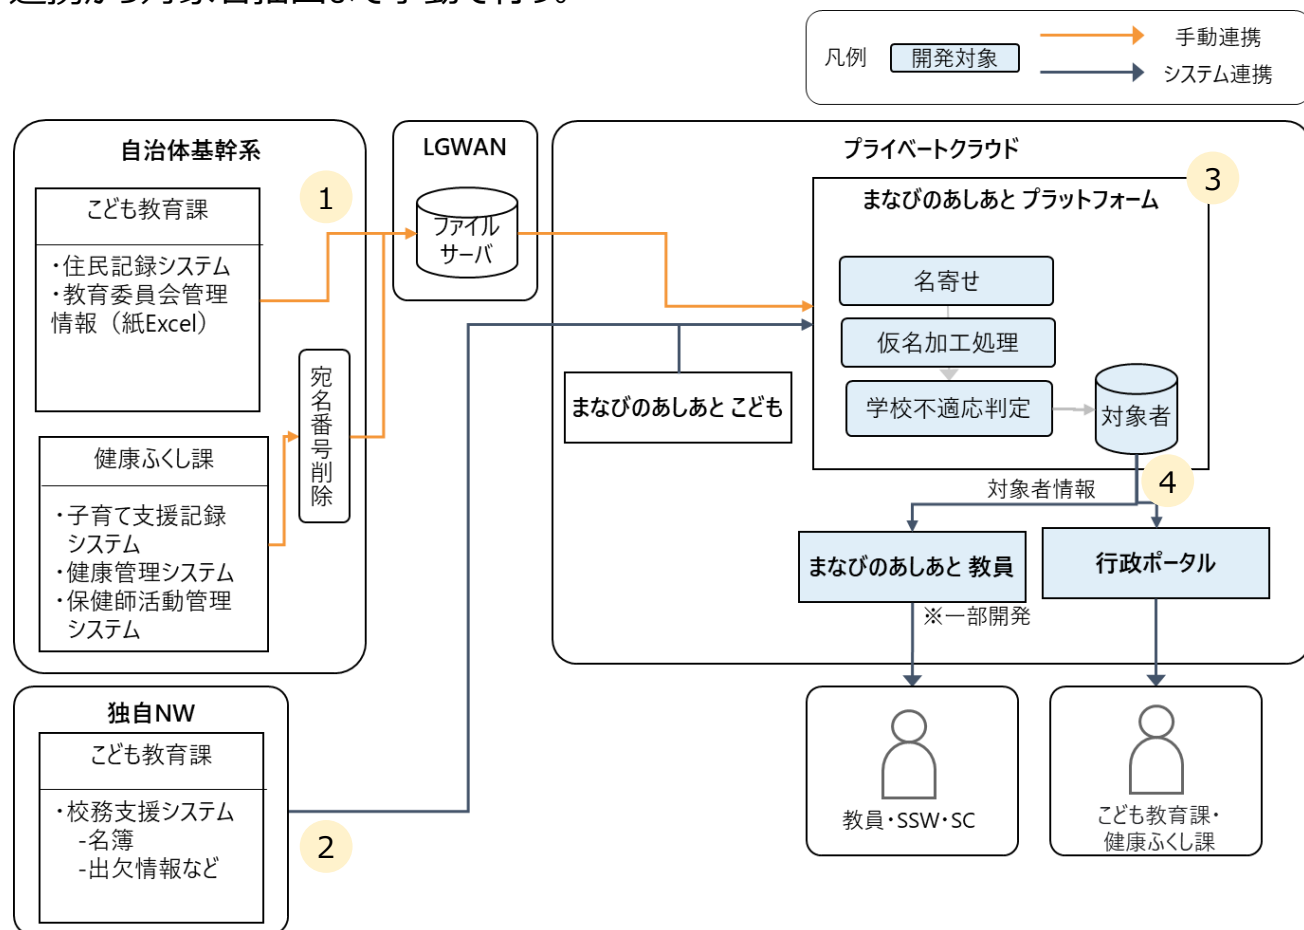 凡例
開発対象
手動連携
システム連携
自治体基幹系
こども教育課
・住民記録システム
・教育委員会管理
情報（紙Excel）
1
健康ふくし課
・子育て支援記録
システム
・健康管理システム
・保健師活動管理
システム
宛名番号削除
LGWAN
ファイル
サーバ
独自NW
こども教育課
・校務支援システム
-名簿
-出欠情報など
2
プライベートクラウド
まなびのあしあと プラットフォーム
3
名寄せ
仮名加工処理
学校不適応判定
対象者
まなびのあしあと こども
対象者情報
4
まなびのあしあと 教員
※一部開発
行政ポータル
教員・SSW・SC
こども教育課・
健康ふくし課